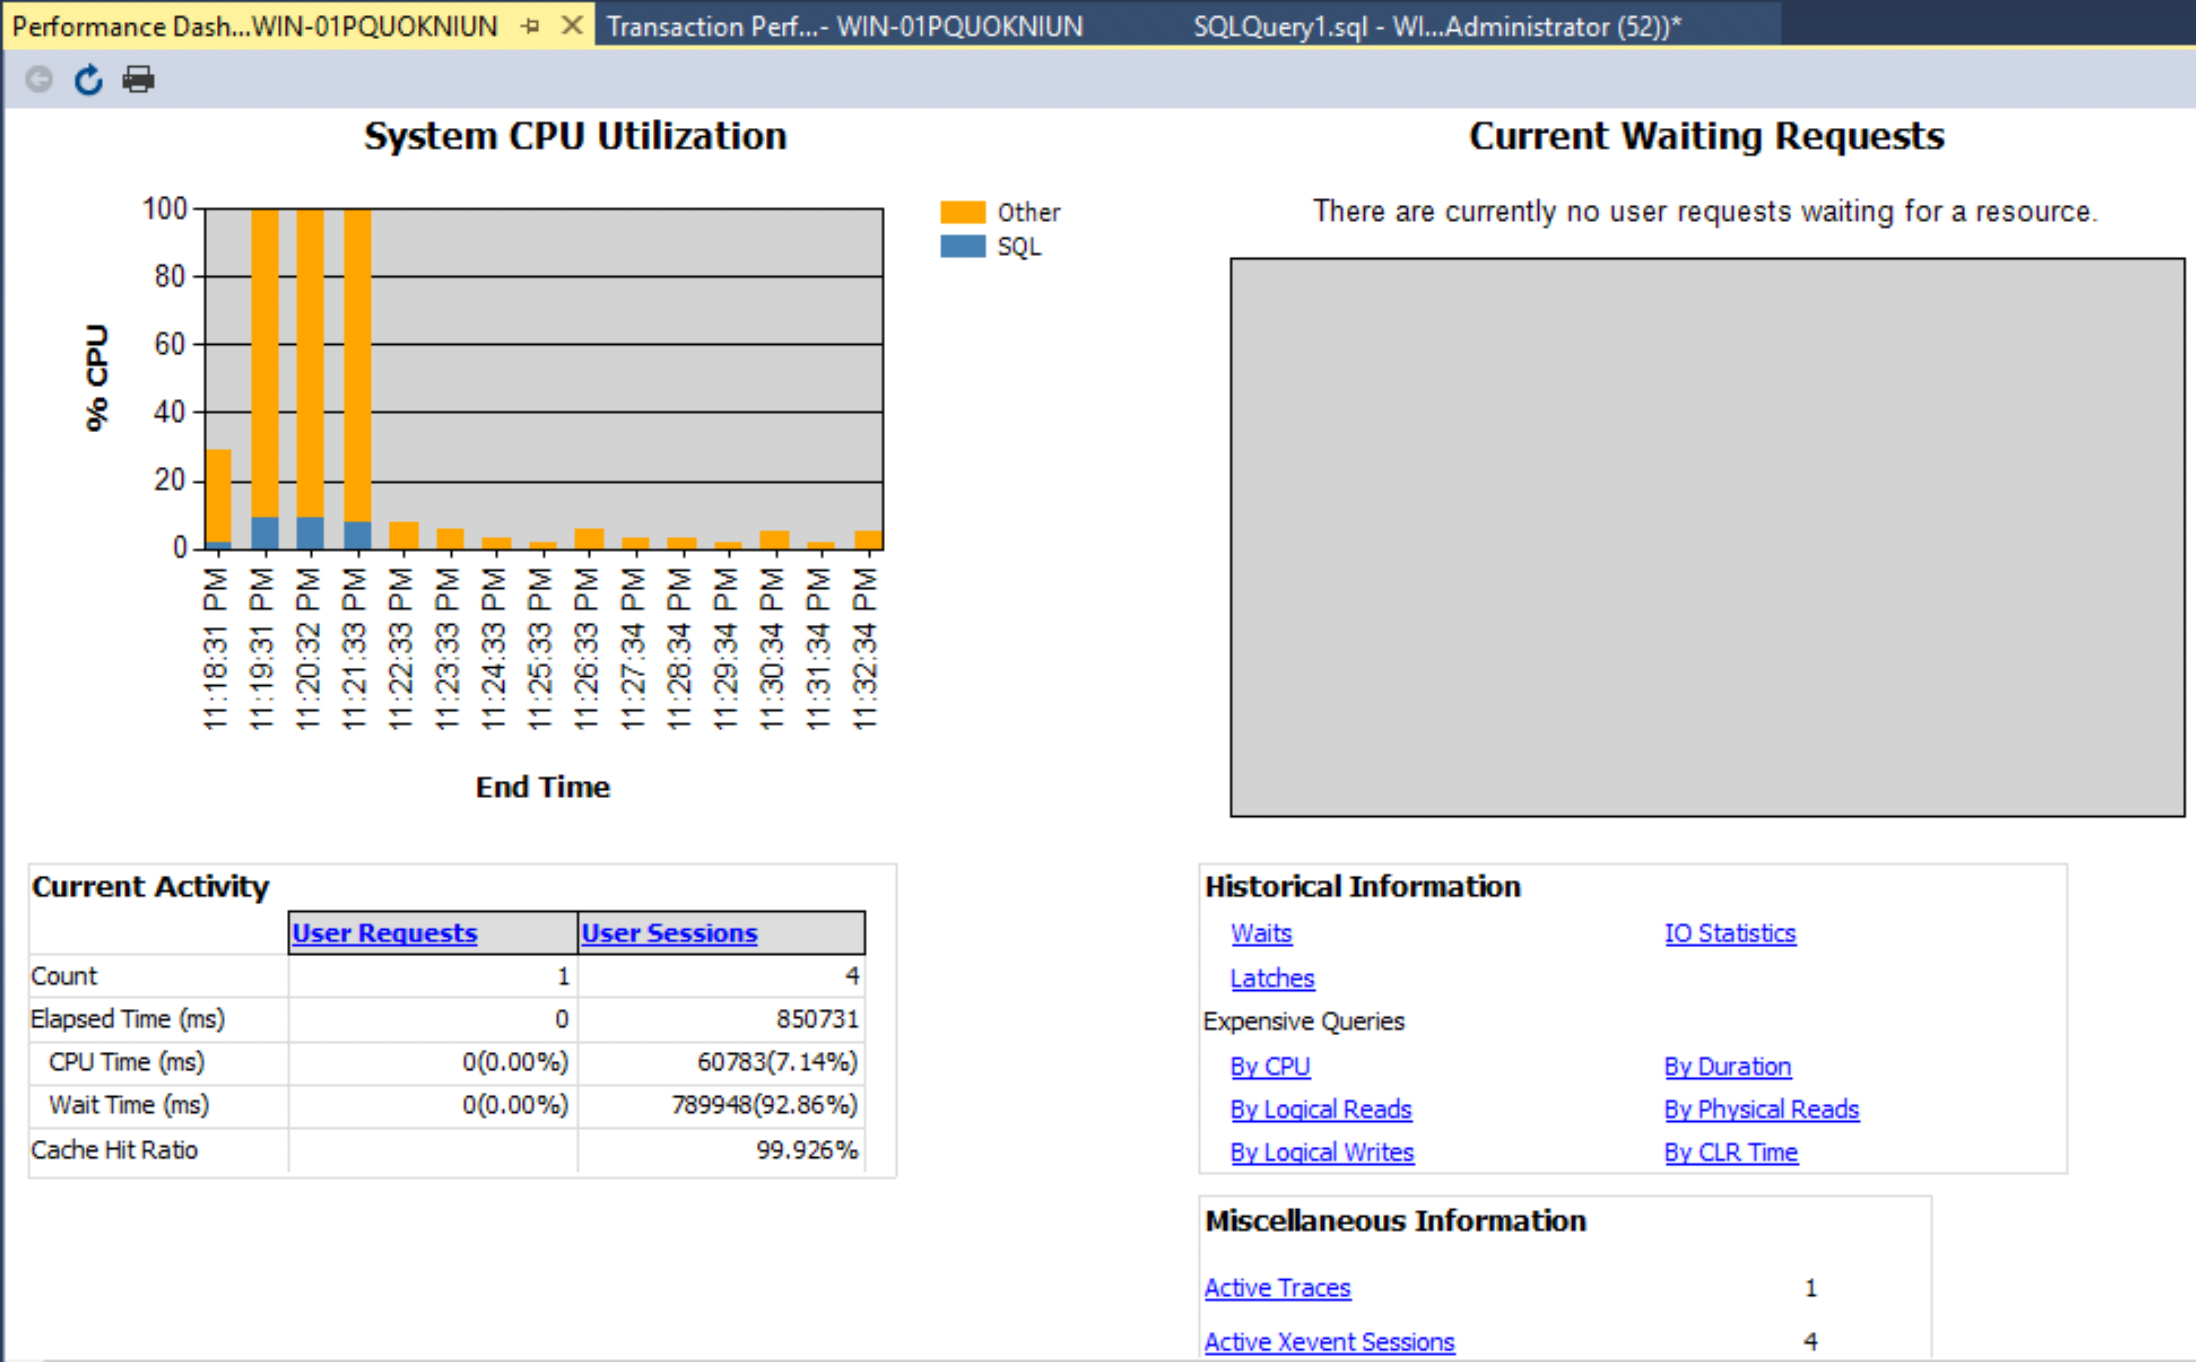 Performance Dash...WIN-01PQUOKNIUN
Transaction Perf...- WIN-01PQUOKNIUN
SQLQuery1.sql - WI...Administrator (52))*
System CPU Utilization
100
80
60
40
20
0
% CPU
Other
SQL
11:18:31 PM
11:19:31 PM
11:20:32 PM
11:21:33 PM
11:22:33 PM
11:23:33 PM
11:24:33 PM
11:25:33 PM
11:26:33 PM
11:27:34 PM
11:28:34 PM
11:29:34 PM
11:30:34 PM
11:31:34 PM
11:32:34 PM
End Time
Current Waiting Requests
There are currently no user requests waiting for a resource.
Current Activity
User Requests User Sessions
Count 1 4
Elapsed Time (ms) 0 850731
CPU Time (ms) 0(0.00%) 60783(7.14%)
Wait Time (ms) 0(0.00%) 789948(92.86%)
Cache Hit Ratio 99.926%
Historical Information
Waits IO Statistics
Latches
Expensive Queries
By CPU By Duration
By Logical Reads By Physical Reads
By Logical Writes By CLR Time
Miscellaneous Information
Active Traces 1
Active Xevent Sessions 4